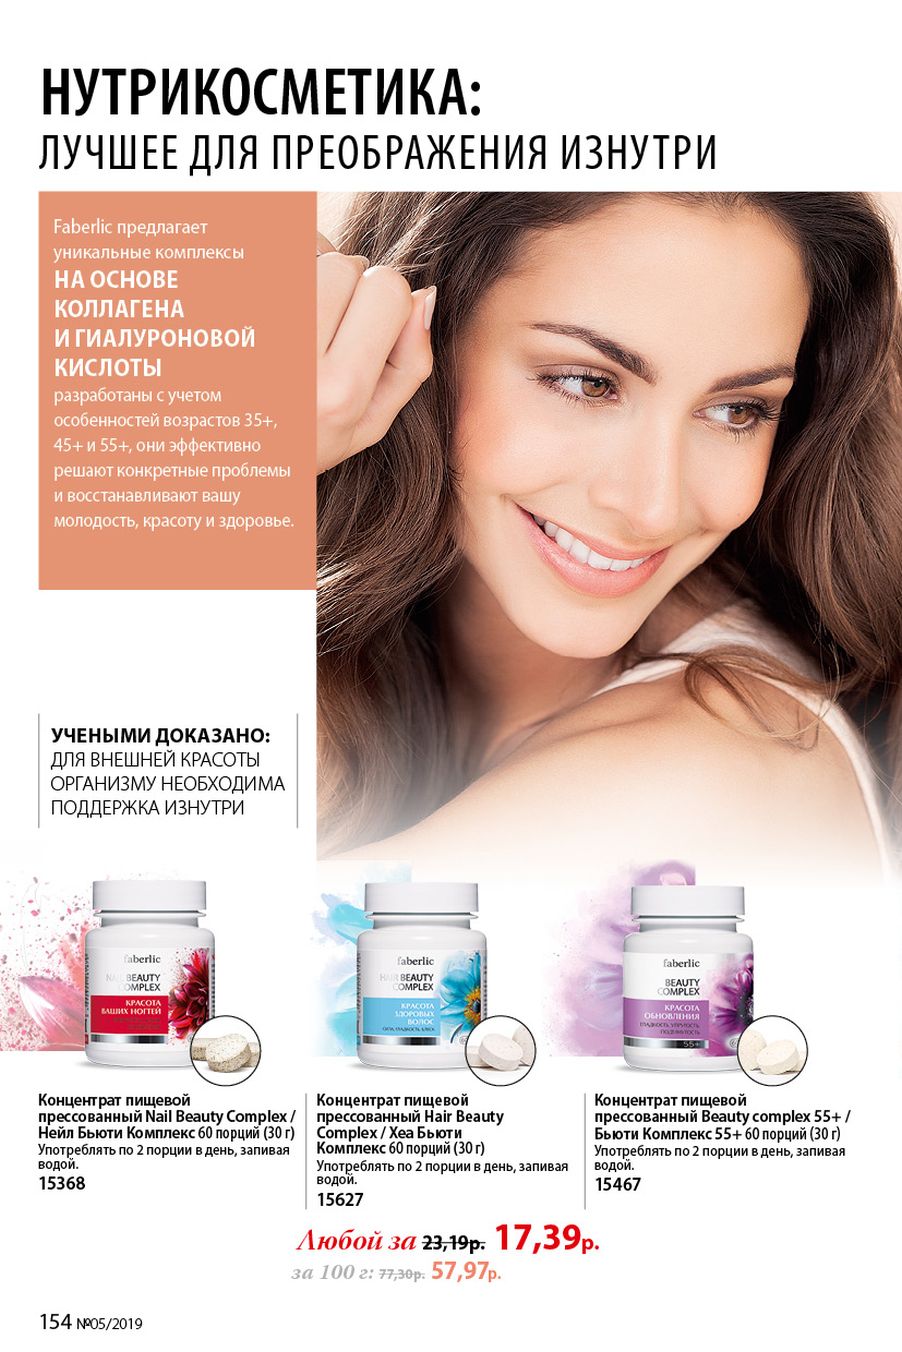 НУТРИКОСМЕТИКА:
ЛУЧШЕЕ ДЛЯ ПРЕОБРАЖЕНИЯ ИЗНУТРИ
Faberlic предлагает
уникальные комплексы
НА ОСНОВЕ
КОЛЛАГЕНА
И ГИАЛУРОНОВОЙ
КИСЛОТЫ
разработаны с учетом
особенностей возрастов 35+,
45+ и 55+, они эффективно
решают конкретные проблемы
и восстанавливают вашу
молодость, красоту и здоровье.
УЧЕНЫМИ ДОКАЗАНО:
ДЛЯ ВНЕШНЕЙ КРАСОТЫ
ОРГАНИЗМУ НЕОБХОДИМА
ПОДДЕРЖКА ИЗНУТРИ
faberlic
NAIL BEAUTY
COMPLEX
КРАСОТА
ВАШИХ НОГТЕЙ
faberlic
HAIR BEAUTY
COMPLEX
КРАСОТА
ЗДОРОВЫХ
ВОЛОС
СИЛА, ГЛАДКОСТЬ, БЛЕСК
faberlic
BEAUTY
COMPLEX
КРАСОТА
ОБНОВЛЕНИЯ
ГЛАДКОСТЬ, УПРУГОСТЬ,
ПОДТЯНУТОСТЬ
55+
Концентрат пищевой
прессованный Nail Beauty Complex /
Нейл Бьюти Комплекс 60 порций (30 г)
Употреблять по 2 порции в день, запивая
водой.
15368
Концентрат пищевой
прессованный Hair Beauty
Complex / Хеа Бьюти
Комплекс 60 порций (30 г)
Употреблять по 2 порции в день, запивая
водой.
15627
Концентрат пищевой
прессованный Beauty complex 55+ /
Бьюти Комплекс 55+ 60 порций (30 г)
Употреблять по 2 порции в день, запивая
водой.
15467
Любой за 23,19р. 17,39р.
за 100 г: 77,30р. 57,97р.
154 №05/2019